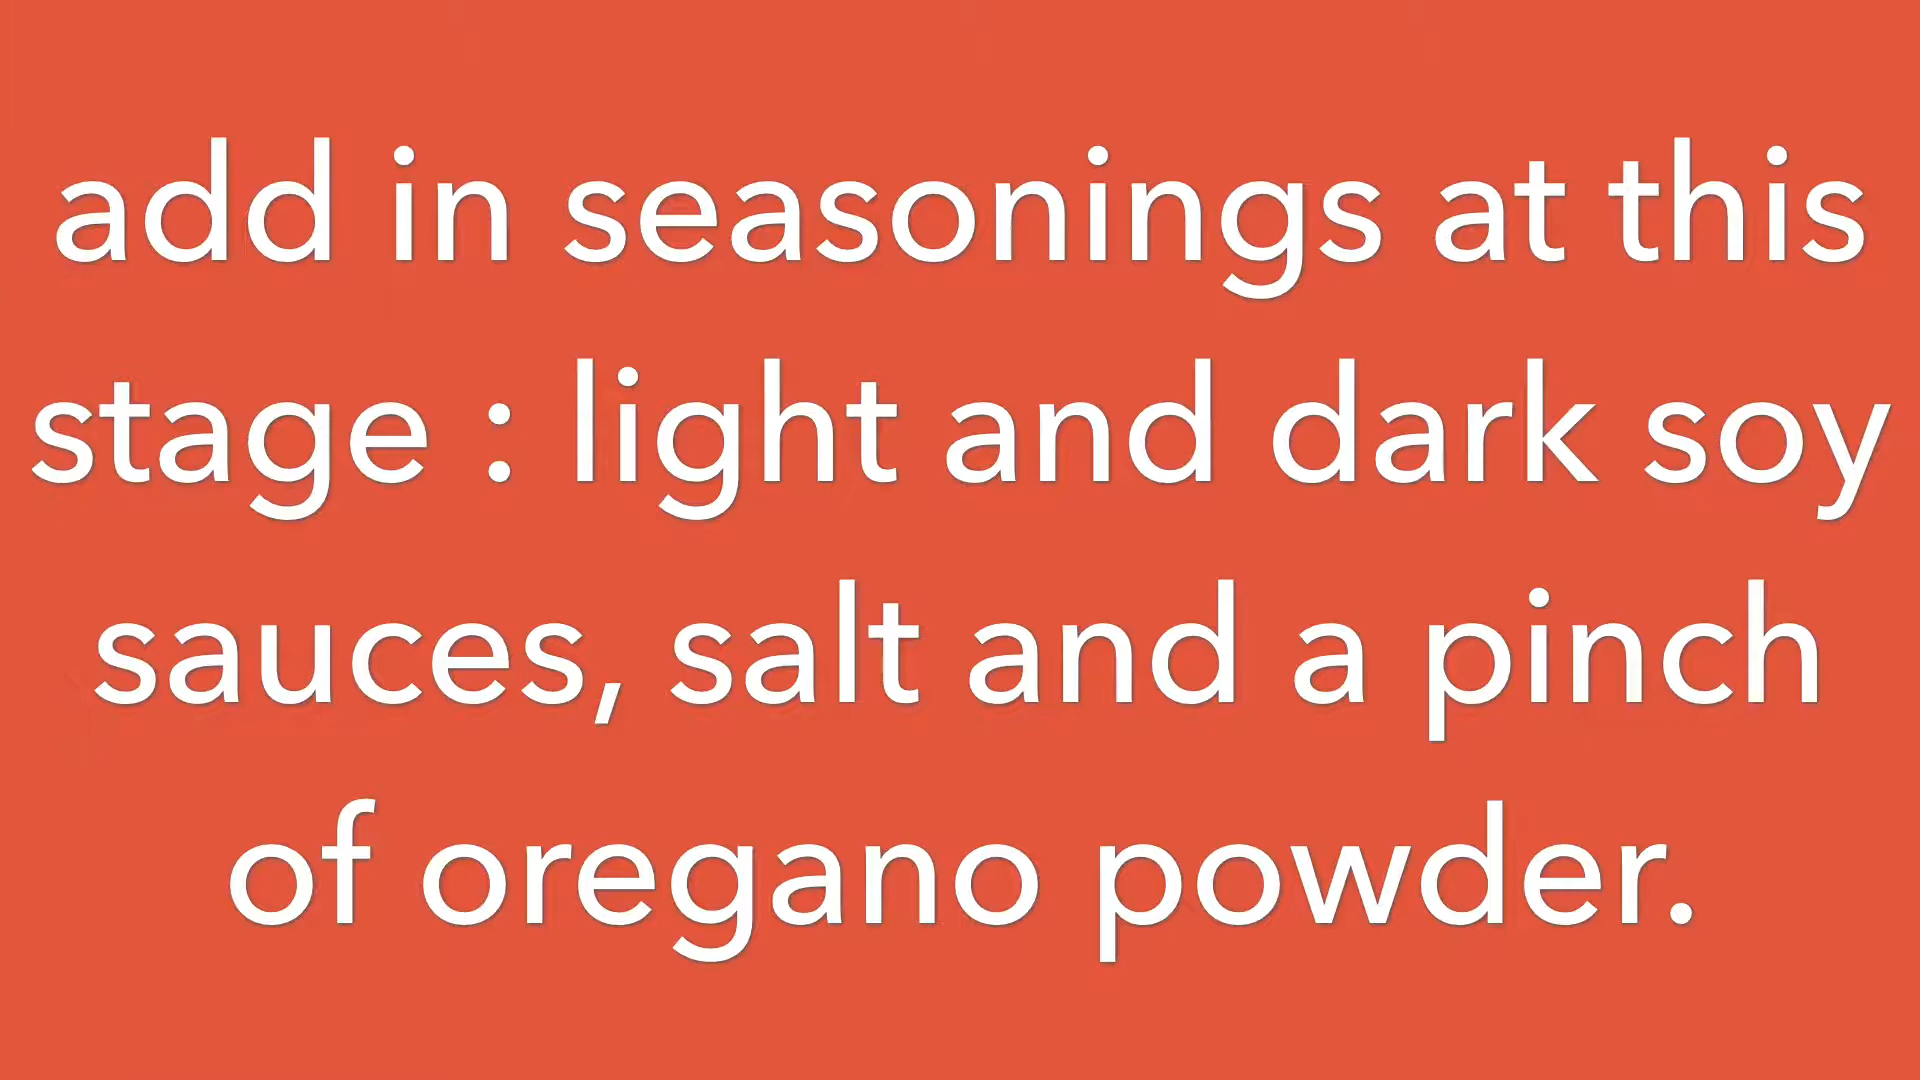 add in seasonings at this
stage : light and dark soy
sauces, salt and a pinch
of oregano powder.